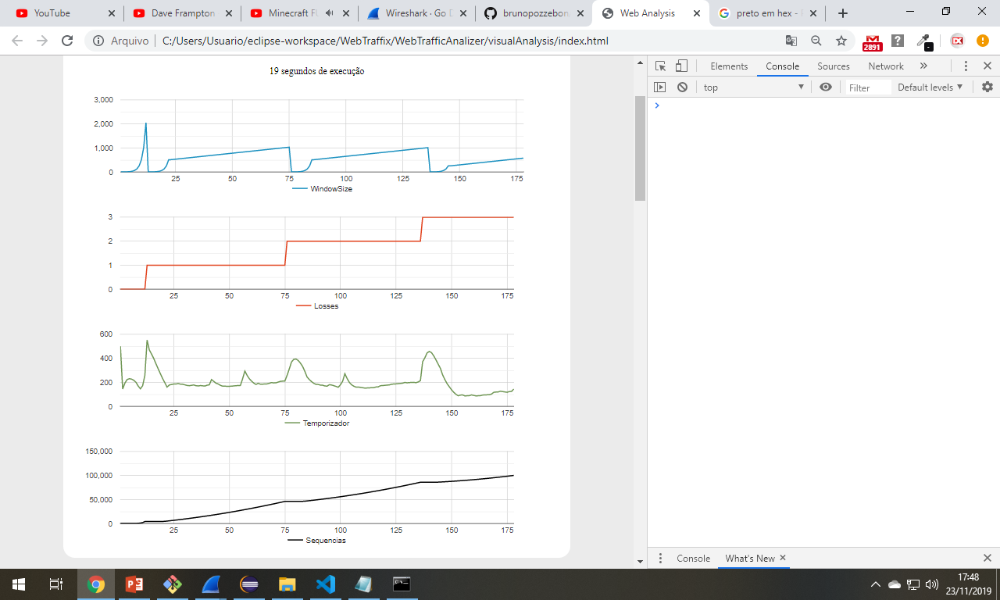 YouTube
Dave Frampton
Minecraft FU
Wireshark · Go D
brunopozzebon
Web Analysis
preto em hex -
Arquivo
C:/Users/Usuario/eclipse-workspace/WebTraffix/WebTrafficAnalizer/visualAnalysis/index.html
2891
Elements Console Sources Network
top Filter Default levels
19 segundos de execução
3,000
2,000
1,000
0
25 50 75 100 125 150 175
WindowSize
3
2
1
0
25 50 75 100 125 150 175
Losses
600
400
200
0
25 50 75 100 125 150 175
Temporizador
150,000
100,000
50,000
0
25 50 75 100 125 150 175
Sequencias
Console What's New
17:48
23/11/2019